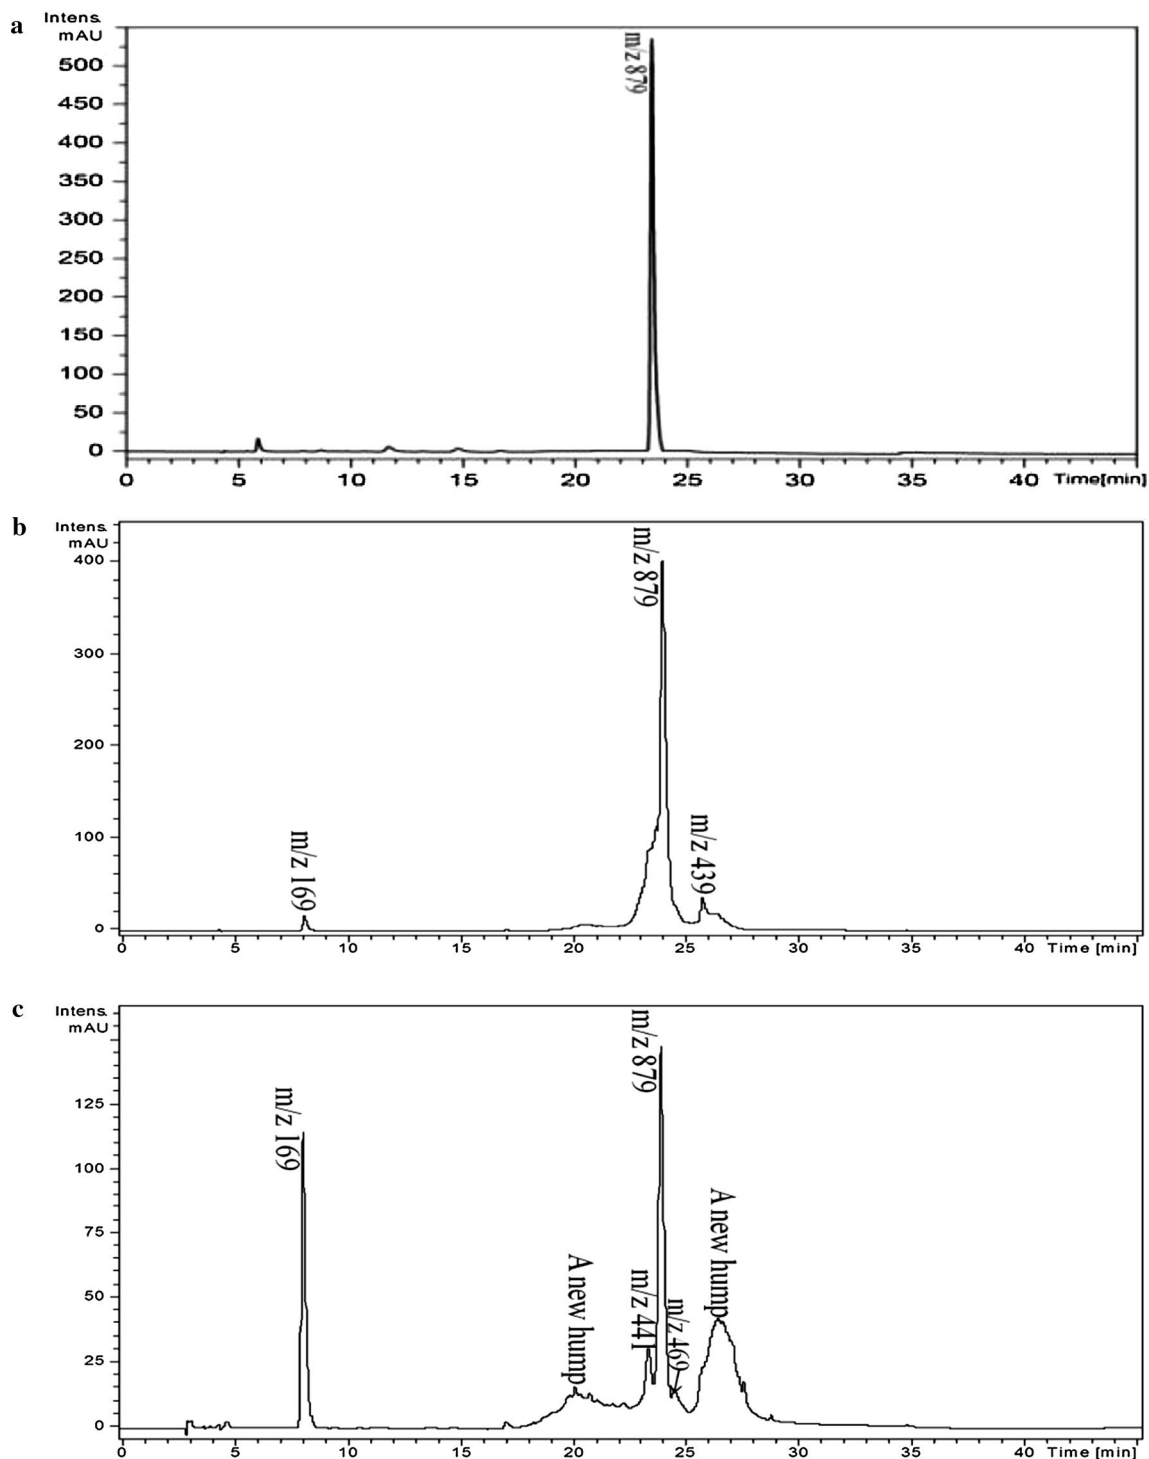 a
Intens.
mAU
500
450
400
350
300
250
200
150
100
50
0
m/z 879
0 5 10 15 20 25 30 35 40 Time[min]
b
Intens.
mAU
400
300
200
100
0
m/z 169
m/z 879
m/z 439
0 5 10 15 20 25 30 35 40 Time [min]
c
Intens.
mAU
125
100
75
50
25
0
m/z 169
A new hump
m/z 441
m/z 879
m/z 469
A new hump
0 5 10 15 20 25 30 35 40 Time [min]